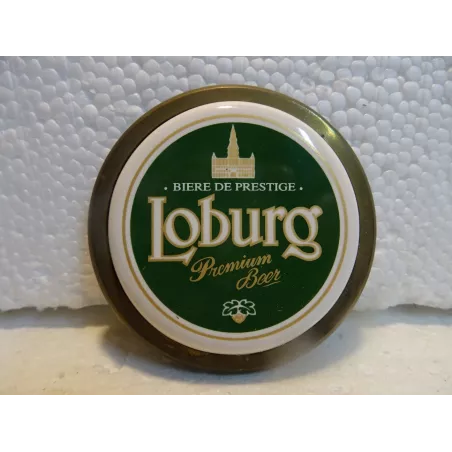 · BIERE DE PRESTIGE ·
Loburg
Premium
Beer